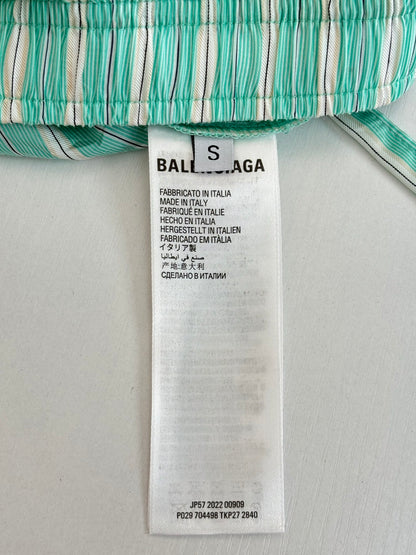 S
BALENCIAGA
FABBRICATO IN ITALIA
MADE IN ITALY
FABRIQUÉ EN ITALIE
HECHO EN ITALIA
HERGESTELLT IN ITALIEN
FABRICADO EM ITÀLIA
イタリア製
صنع في ايطاليا
产地:意大利
СДЕЛАНО В ИТАЛИИ
JP57 2022 00909
P029 704498 TKP27 2840